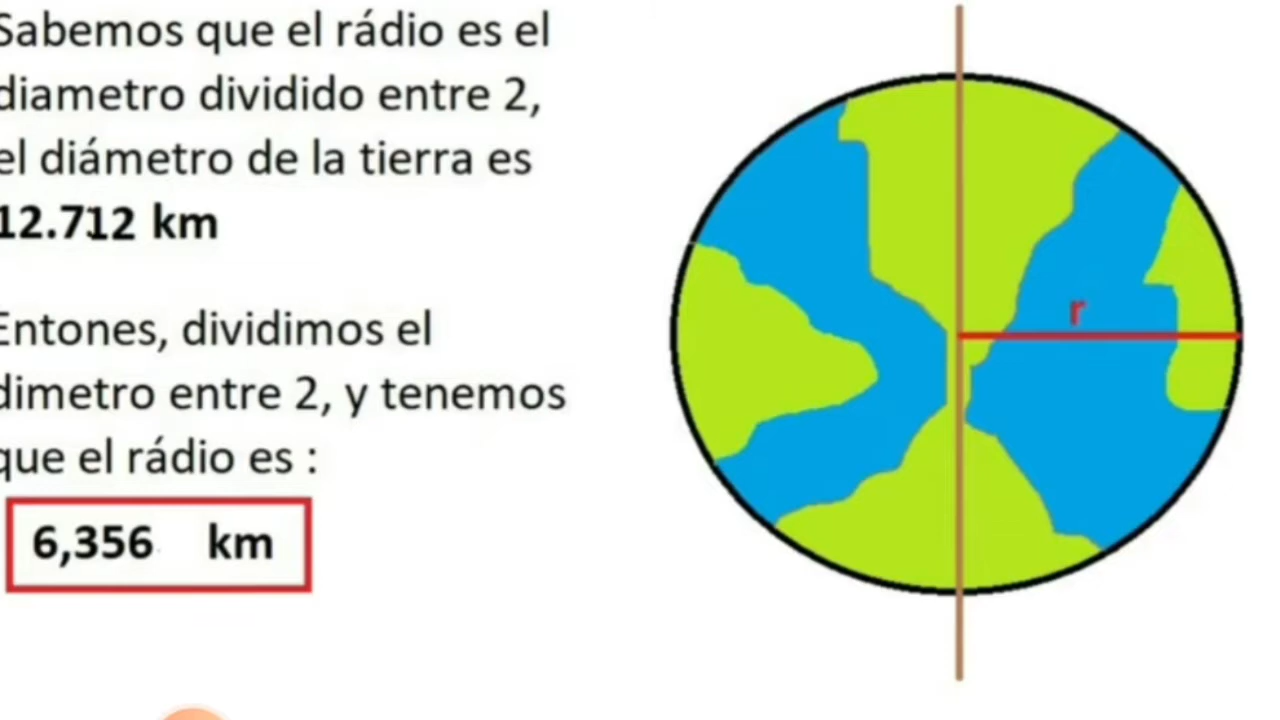 Sabemos que el rádio es el
diametro dividido entre 2,
el diámetro de la tierra es
12.712 km
Entones, dividimos el
dimetro entre 2, y tenemos
que el rádio es :
6,356 km
r